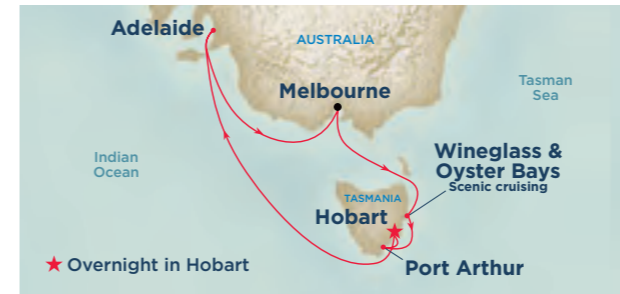 Adelaide
AUSTRALIA
Melbourne
Tasman
Sea
Indian
Ocean
Wineglass &
Oyster Bays
Scenic cruising
TASMANIA
Hobart
Overnight in Hobart
Port Arthur